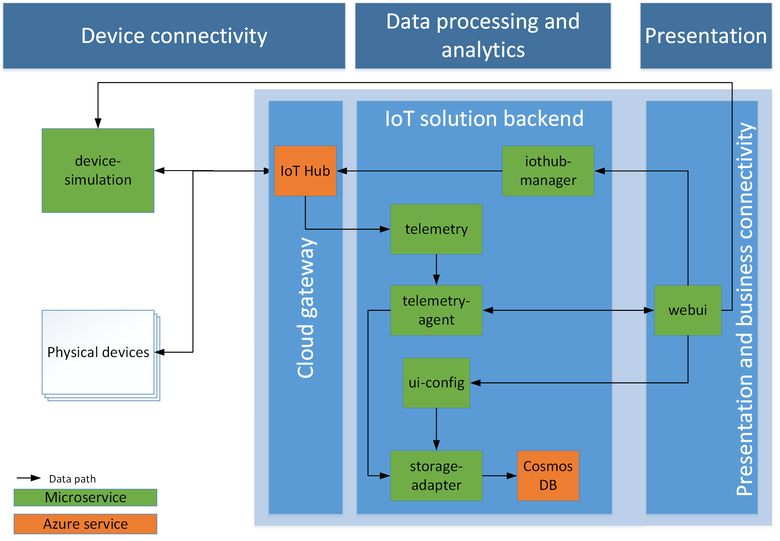 Device connectivity
Data processing and
analytics
Presentation
IoT solution backend
device-
simulation
IoT Hub
iothub-
manager
telemetry
telemetry-
agent
webui
Physical devices
ui-config
storage-
adapter
Cosmos
DB
Cloud gateway
Presentation and business connectivity
Data path
Microservice
Azure service